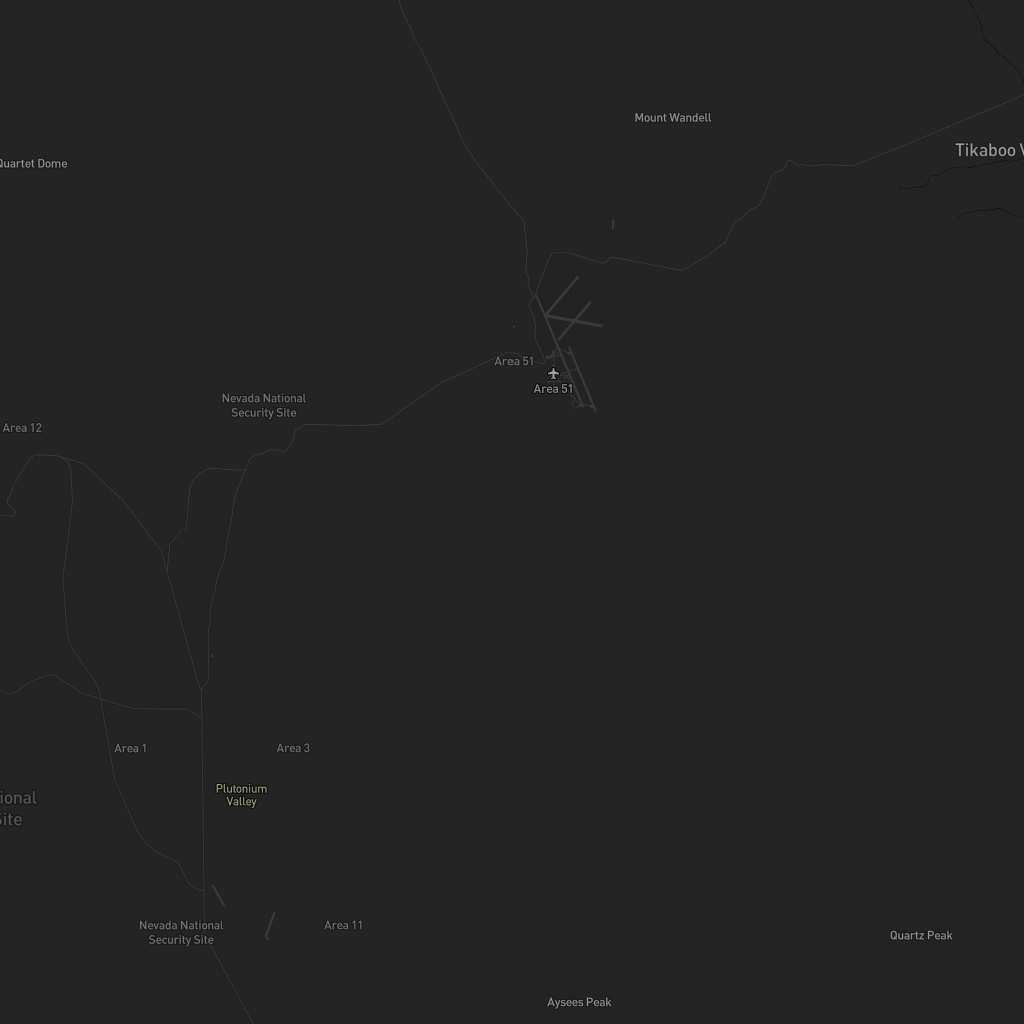 Mount Wandell
Tikaboo V
Quartet Dome
Area 51
Area 51
Nevada National
Security Site
Area 12
Area 1
Area 3
Plutonium
Valley
ional
Site
Nevada National
Security Site
Area 11
Quartz Peak
Aysees Peak